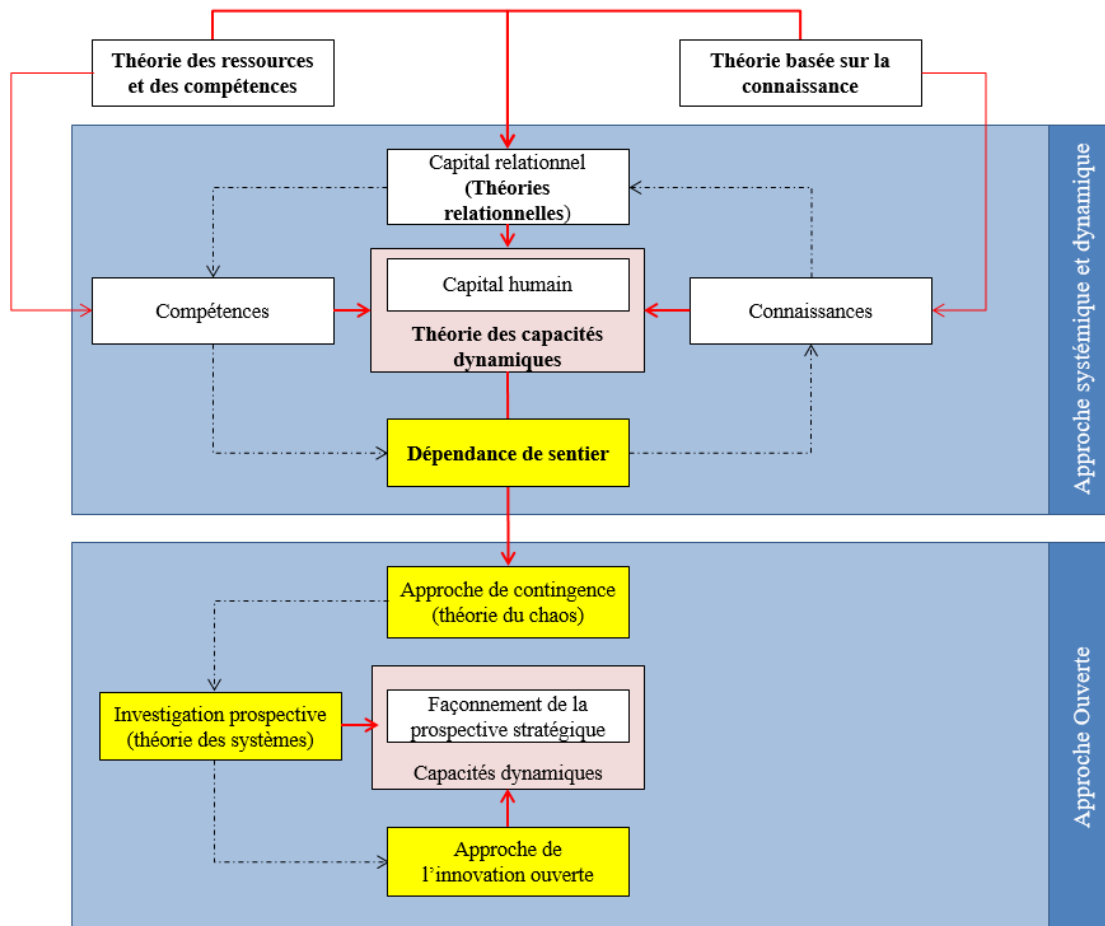 Théorie des ressources
et des compétences
Théorie basée sur la
connaissance
Approche systémique et dynamique
Capital relationnel
(Théories
relationnelles)
Capital humain
Compétences
Connaissances
Théorie des capacités
dynamiques
Dépendance de sentier
Approche Ouverte
Approche de contingence
(théorie du chaos)
Investigation prospective
(théorie des systèmes)
Façonnement de la
prospective stratégique
Capacités dynamiques
Approche de
l’innovation ouverte